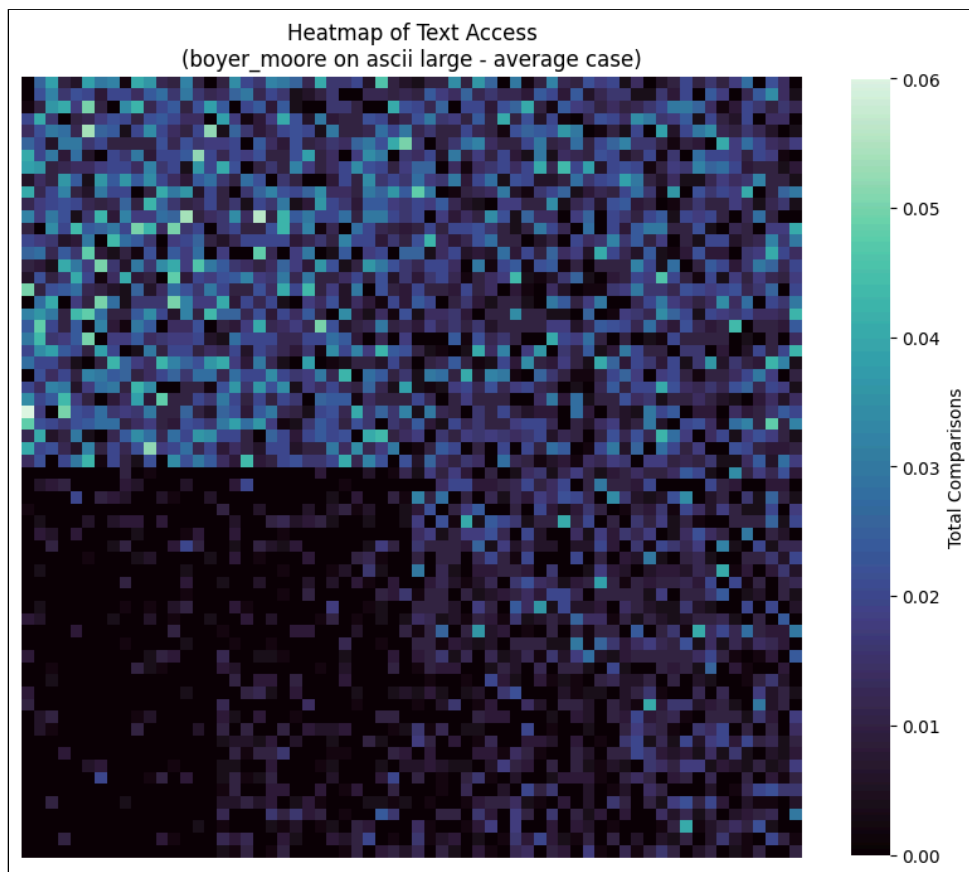 Heatmap of Text Access
(boyer_moore on ascii large - average case)
0.06
0.05
0.04
0.03
0.02
0.01
0.00
Total Comparisons